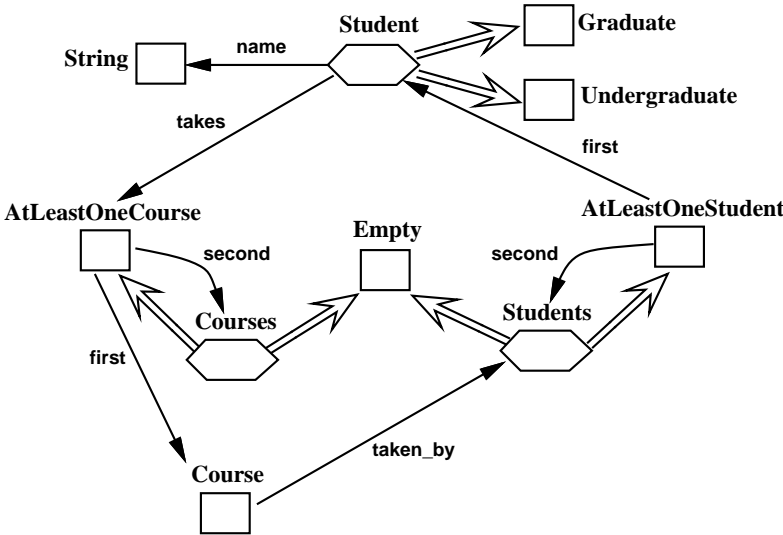 Student
Graduate
String
name
Undergraduate
takes
first
AtLeastOneCourse
AtLeastOneStudent
Empty
second
second
Courses
Students
first
taken_by
Course